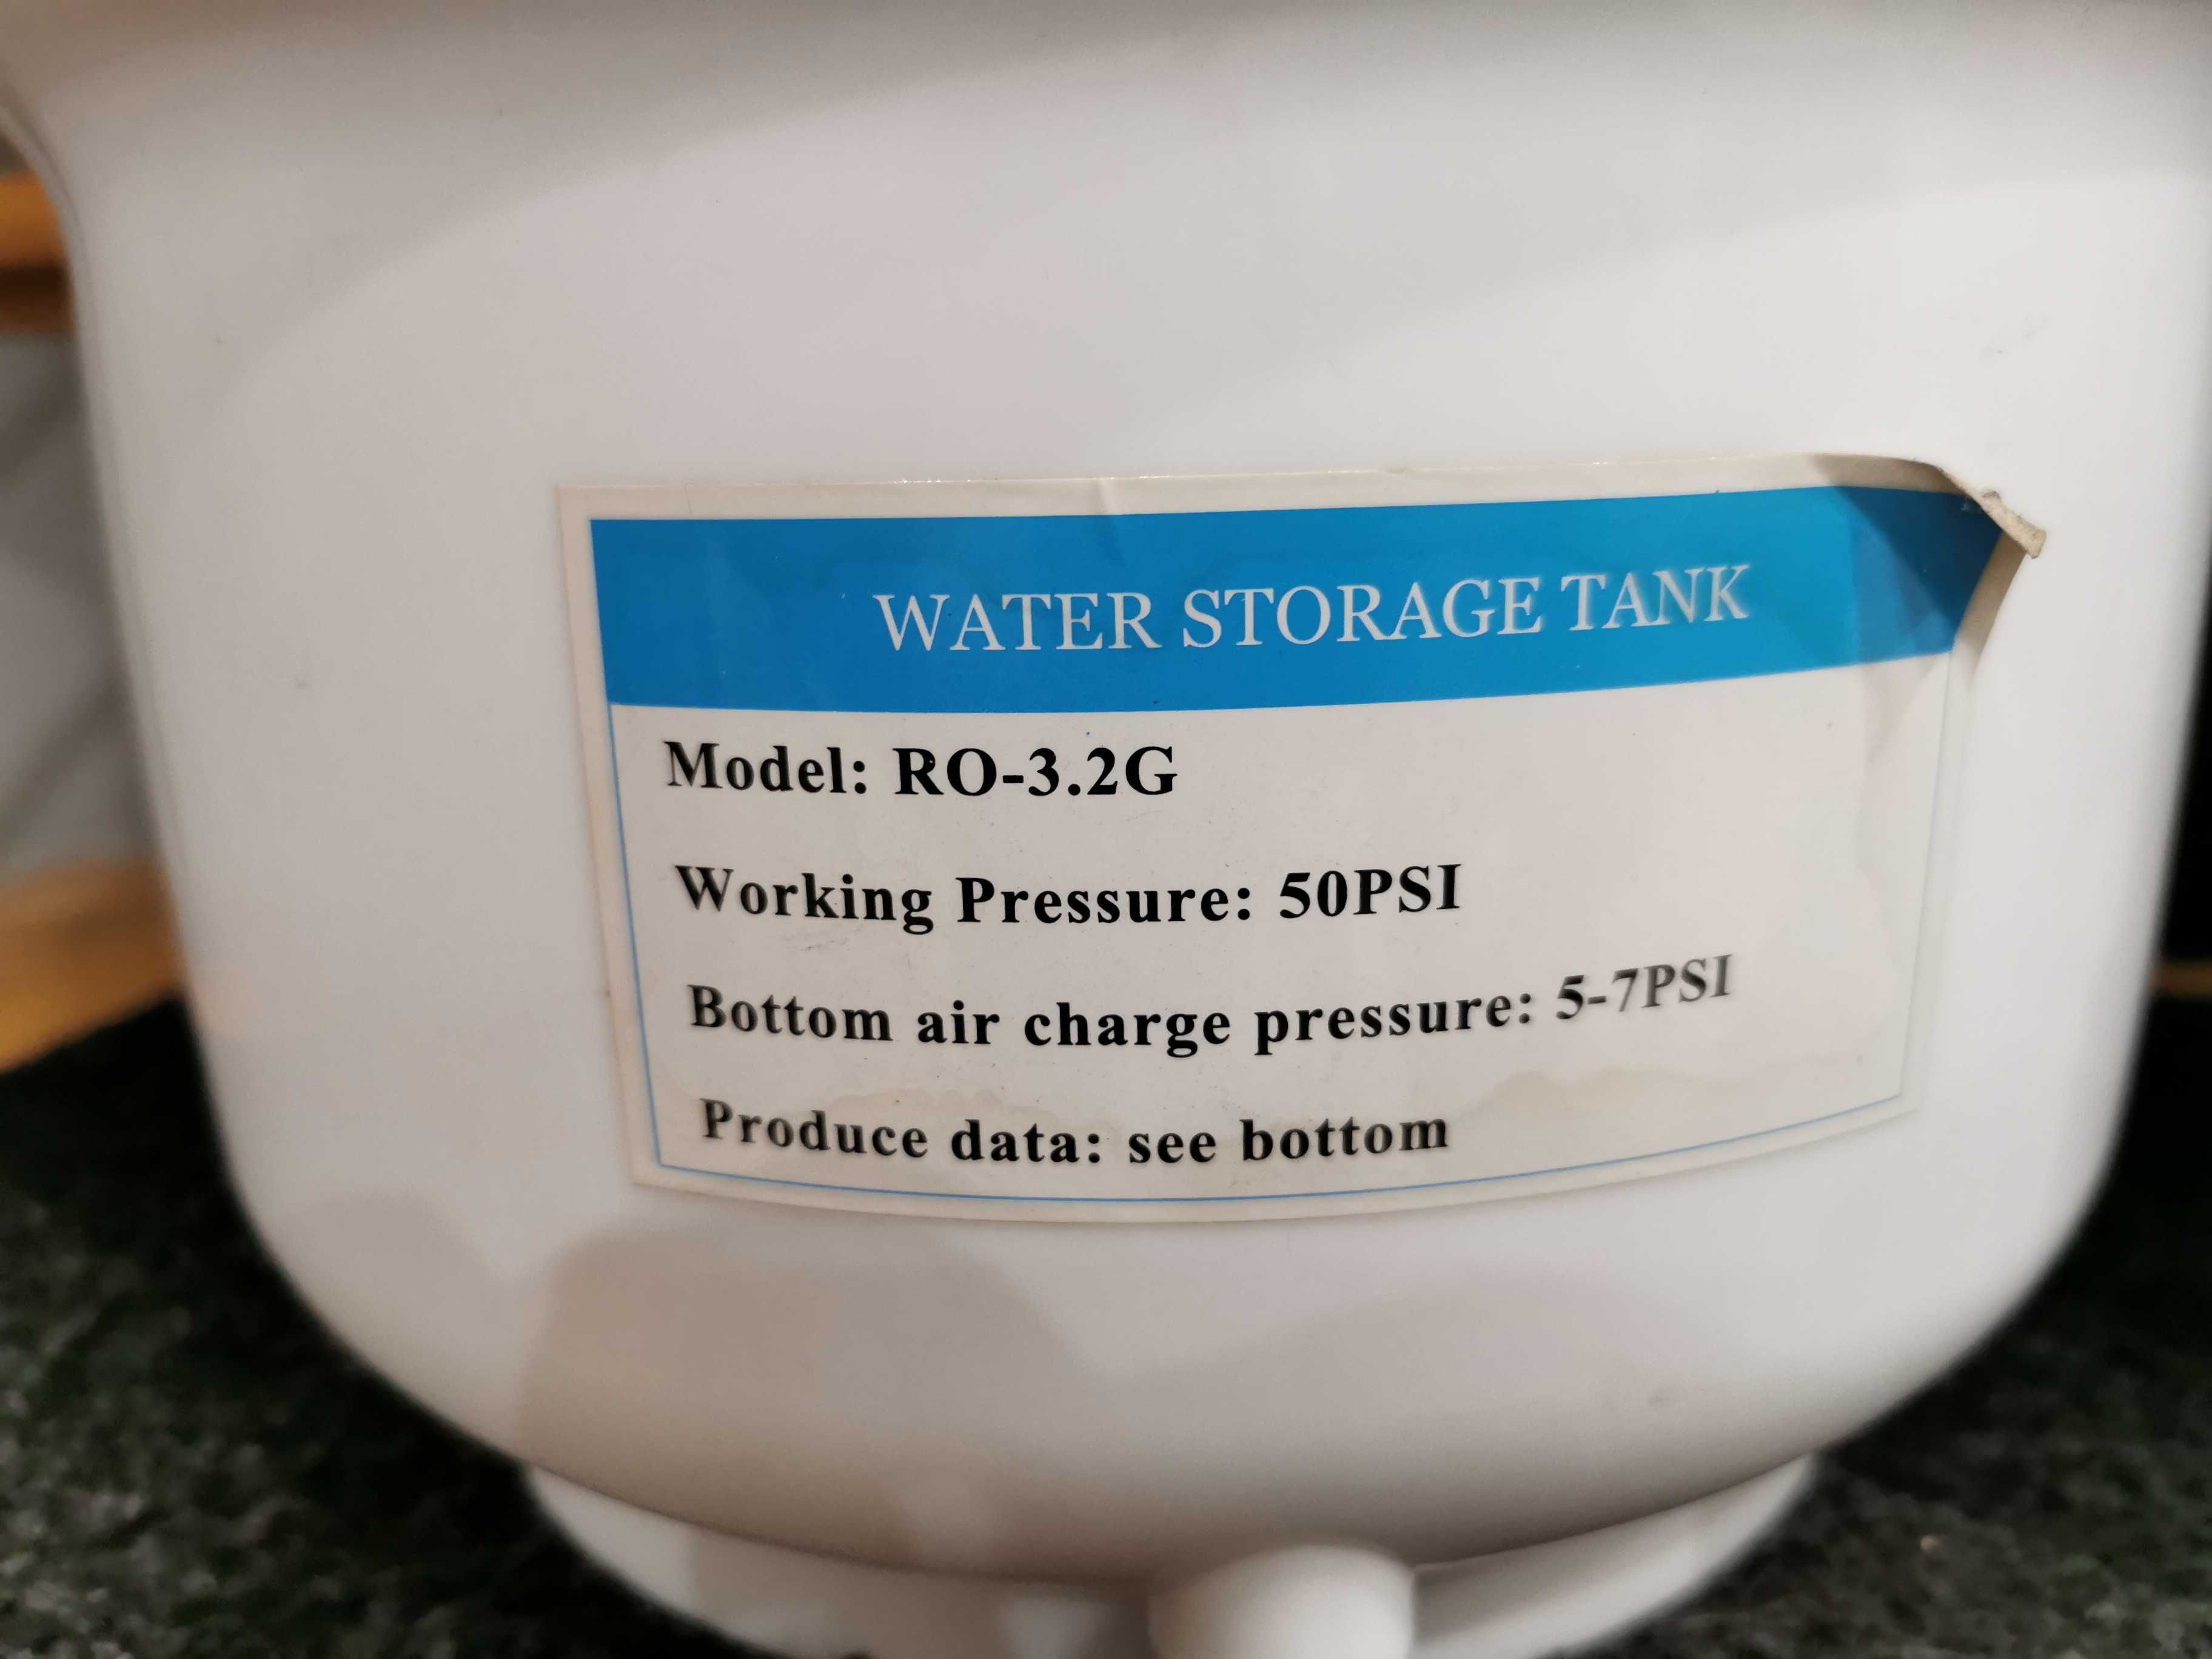 WATER STORAGE TANK
Model: RO-3.2G
Working Pressure: 50PSI
Bottom air charge pressure: 5-7PSI
Produce data: see bottom